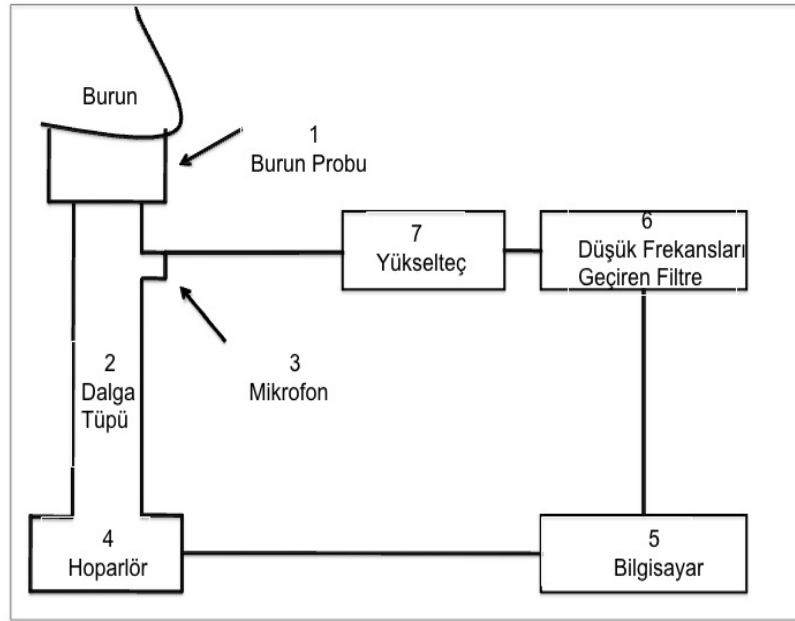 Burun
1
Burun Probu
7
Yükselteç
6
Düşük Frekansları
Geçiren Filtre
2
Dalga
Tüpü
3
Mikrofon
4
Hoparlör
5
Bilgisayar